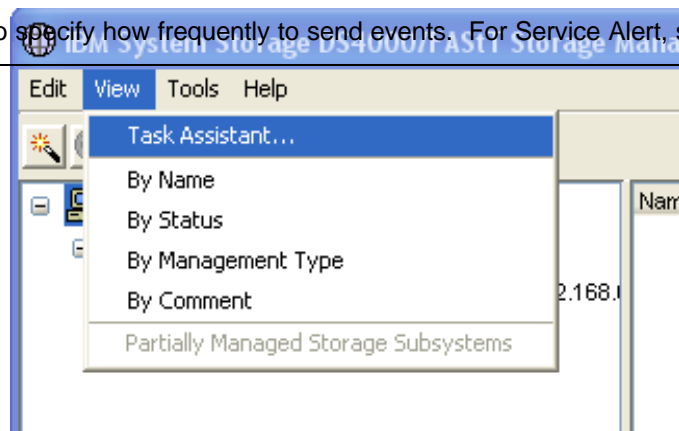 o specify how frequently to send events. For Service Alert, s
IBM System Storage DS4000/FAStT Storage Mana
Edit View Tools Help
Task Assistant...
By Name
Nam
By Status
By Management Type
By Comment
2.168.
Partially Managed Storage Subsystems